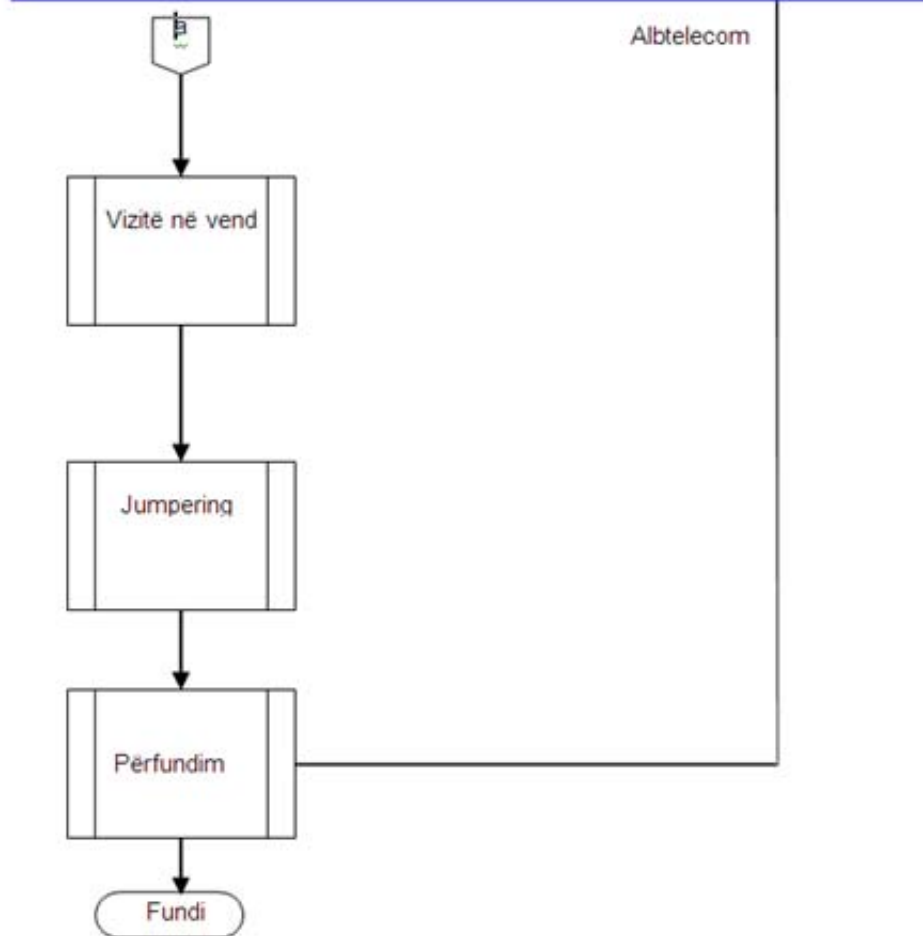 Albtelecom
Vizitë në vend
Jumpering
Përfundim
Fundi